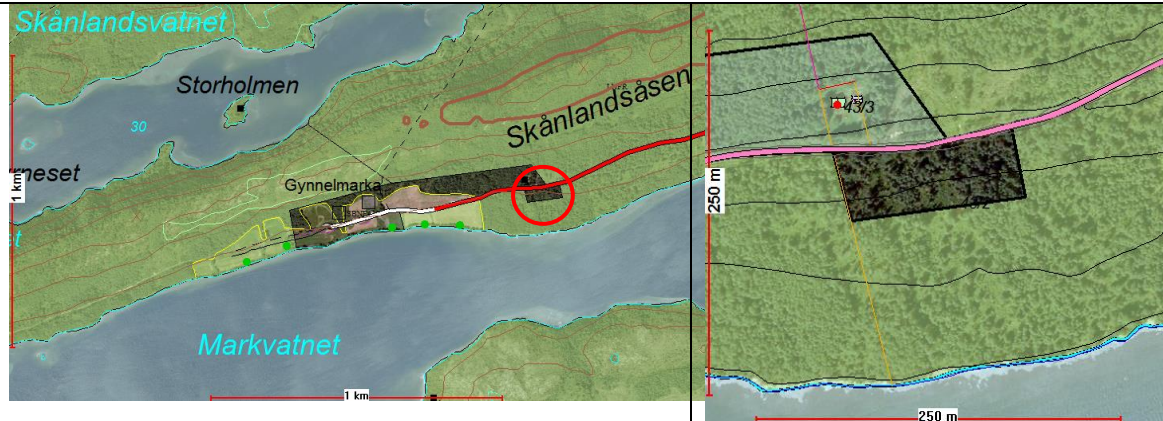 Skånlandsvatnet
Storholmen
30
Skånlandsåsen
neset
1 km
Gynnelmarka
Markvatnet
1 km
43/3
250 m
250 m